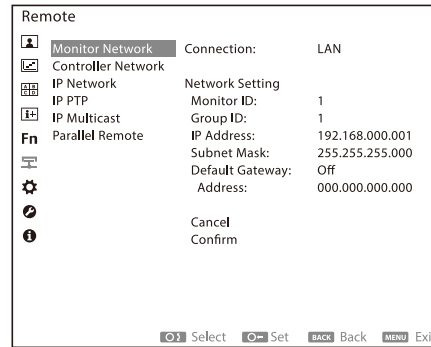 Remote
Monitor Network
Controller Network
IP Network
IP PTP
IP Multicast
Parallel Remote
Fn
Connection: LAN
Network Setting
Monitor ID: 1
Group ID: 1
IP Address: 192.168.000.001
Subnet Mask: 255.255.255.000
Default Gateway: Off
Address: 000.000.000.000
Cancel
Confirm
Select Set BACK Back MENU Exi